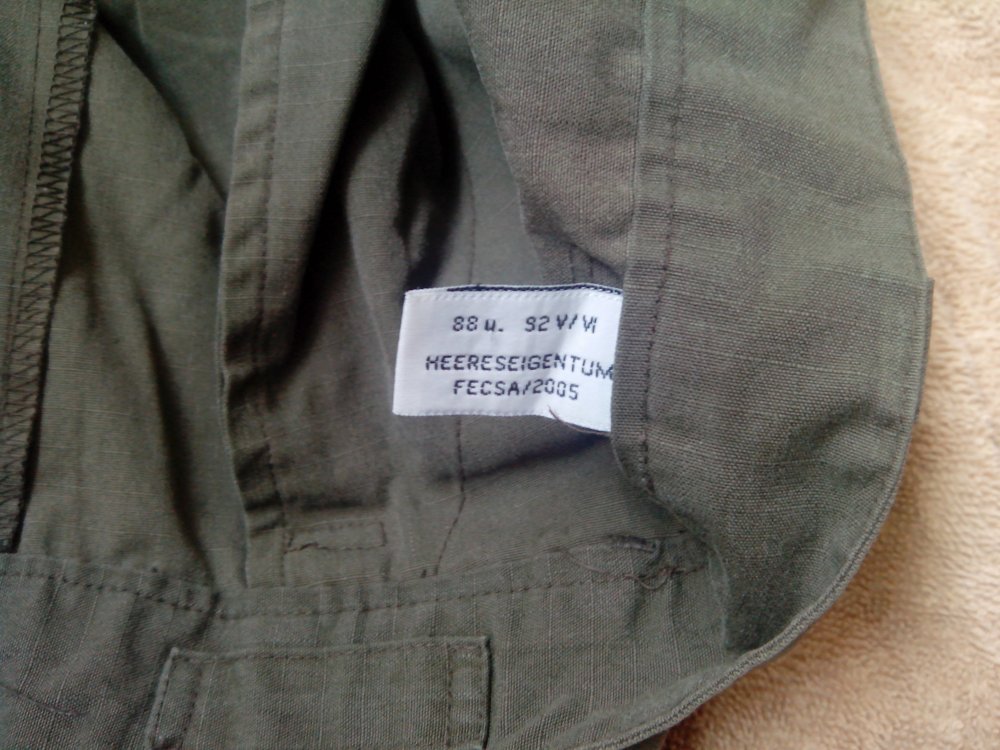 88 u. 92 V/VI
HEERESEIGENTUM
FECSA/2005